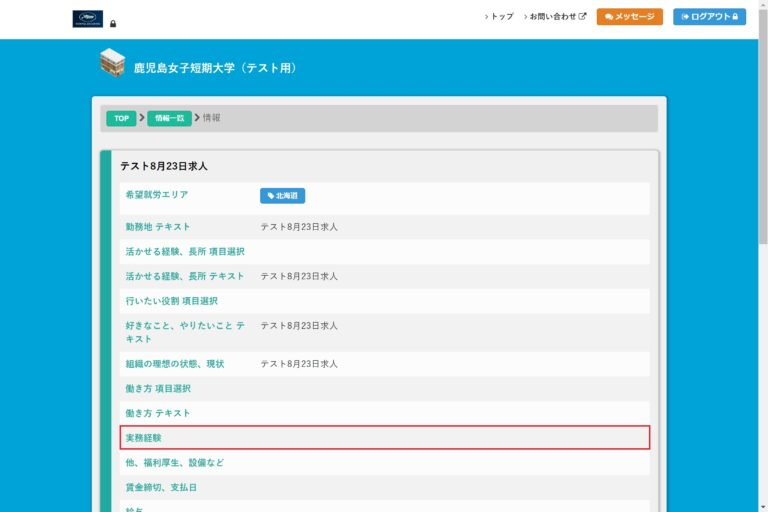 トップ
お問い合わせ
メッセージ
ログアウト
鹿児島女子短期大学（テスト用）
TOP
情報一覧
情報
テスト8月23日求人
希望就労エリア
北海道
勤務地 テキスト
テスト8月23日求人
活かせる経験、長所 項目選択
活かせる経験、長所 テキスト
テスト8月23日求人
行いたい役割 項目選択
好きなこと、やりたいこと テ
キスト
テスト8月23日求人
組織の理想の状態、現状
テスト8月23日求人
働き方 項目選択
働き方 テキスト
実務経験
他、福利厚生、設備など
賃金締切、支払日
給与